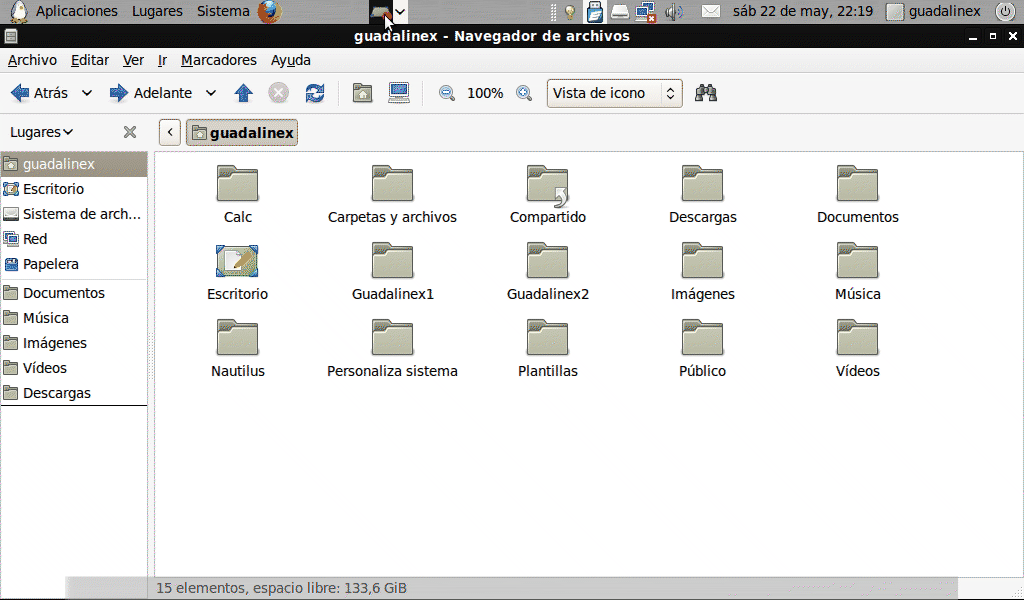 Aplicaciones Lugares Sistema sáb 22 de may, 22:19 guadalinex
guadalinex - Navegador de archivos
Archivo Editar Ver Ir Marcadores Ayuda
Atrás Adelante 100% Vista de icono
Lugares guadalinex
guadalinex
Escritorio
Sistema de arch...
Red
Papelera
Documentos
Música
Imágenes
Vídeos
Descargas
Calc Carpetas y archivos Compartido Descargas Documentos
Escritorio Guadalinex1 Guadalinex2 Imágenes Música
Nautilus Personaliza sistema Plantillas Público Vídeos
15 elementos, espacio libre: 133,6 GiB